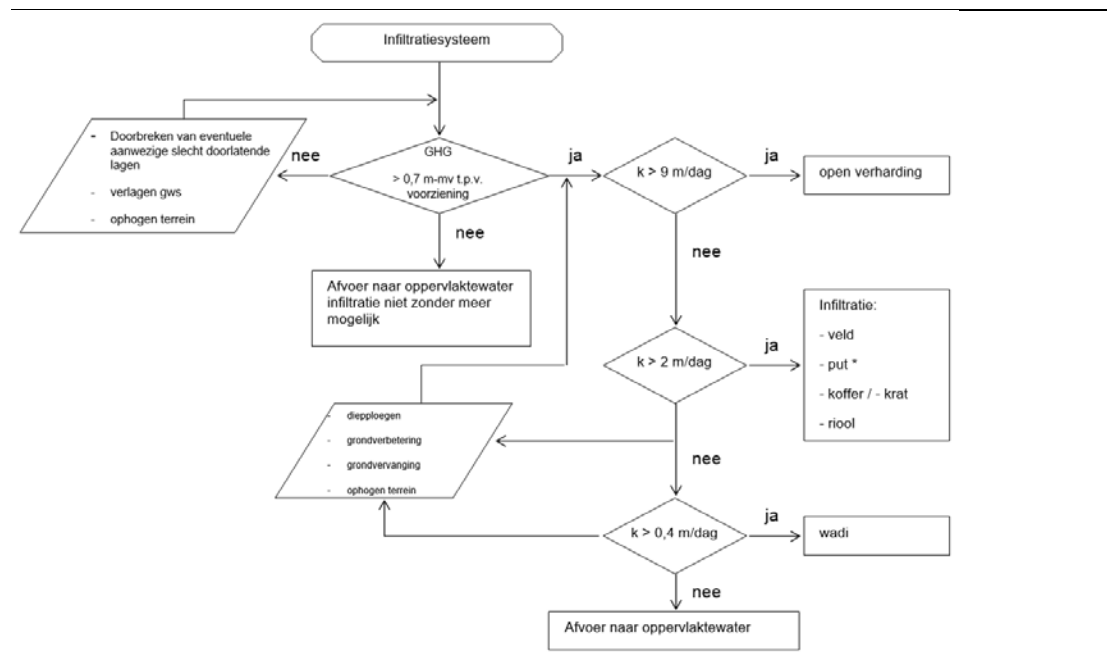 Infiltratiesysteem
- Doorbreken van eventuele
aanwezige slecht doorlatende
lagen
- verlagen gws
- ophogen terrein
nee
GHG
> 0,7 m-mv t.p.v.
voorziening
ja
k > 9 m/dag
ja
open verharding
nee
nee
Afvoer naar oppervlaktewater
infiltratie niet zonder meer
mogelijk
k > 2 m/dag
ja
Infiltratie:
- veld
- put *
- koffer / - krat
- riool
- diepploegen
- grondverbetering
- grondvervanging
- ophogen terrein
nee
k > 0,4 m/dag
ja
wadi
nee
Afvoer naar oppervlaktewater